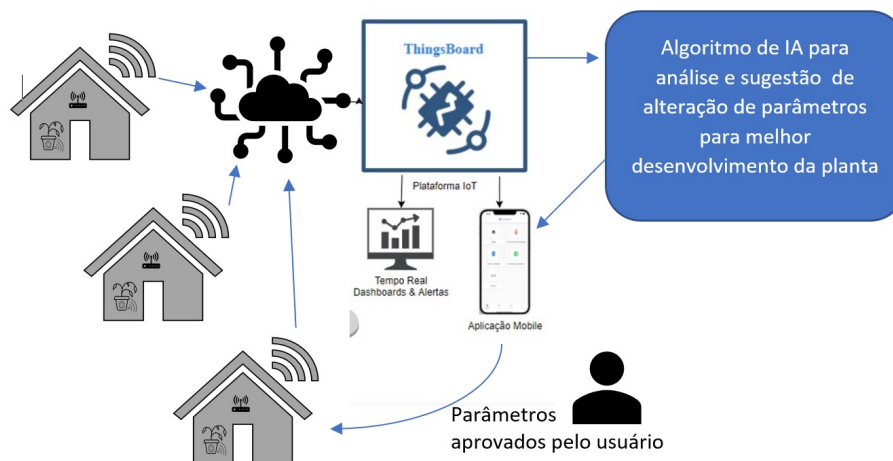 ThingsBoard
Plataforma IoT
Tempo Real
Dashboards & Alertas
Aplicação Mobile
Algoritmo de IA para
análise e sugestão de
alteração de parâmetros
para melhor
desenvolvimento da planta
Parâmetros
aprovados pelo usuário